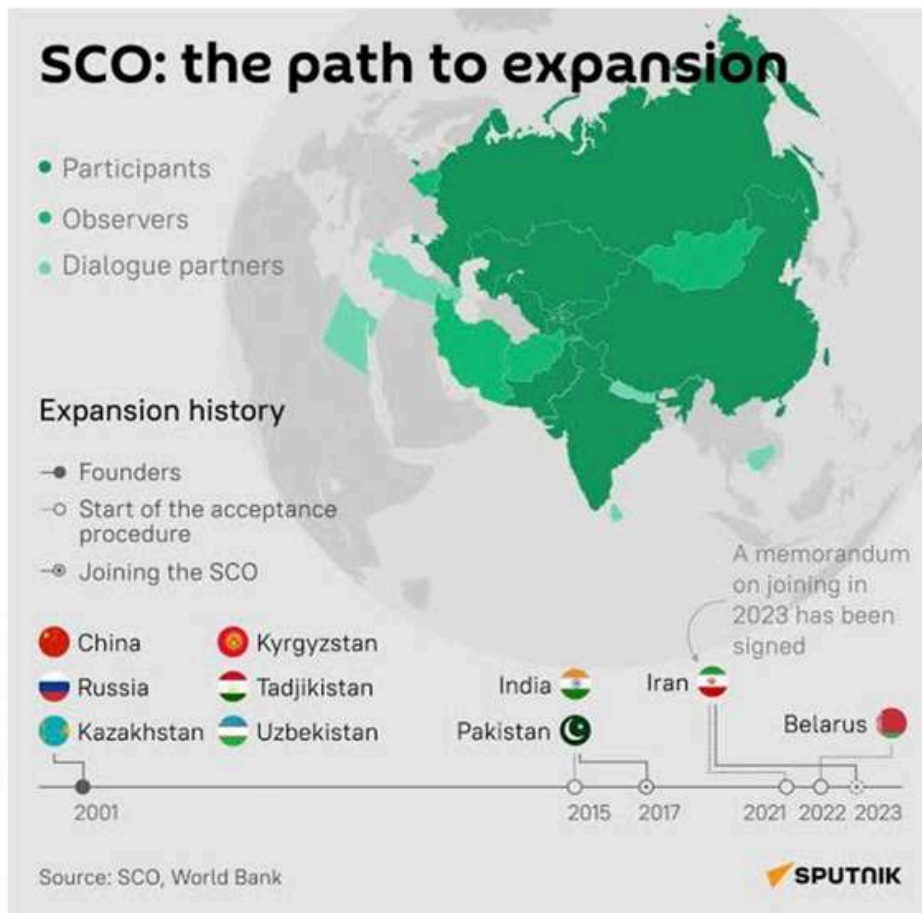 SCO: the path to expansion
Participants
Observers
Dialogue partners
Expansion history
Founders
Start of the acceptance
procedure
Joining the SCO
A memorandum
on joining in
2023 has been
signed
China
Kyrgyzstan
Russia
Tadjikistan
Kazakhstan
Uzbekistan
India
Pakistan
Iran
Belarus
2001
2015
2017
2021
2022
2023
Source: SCO, World Bank
SPUTNIK